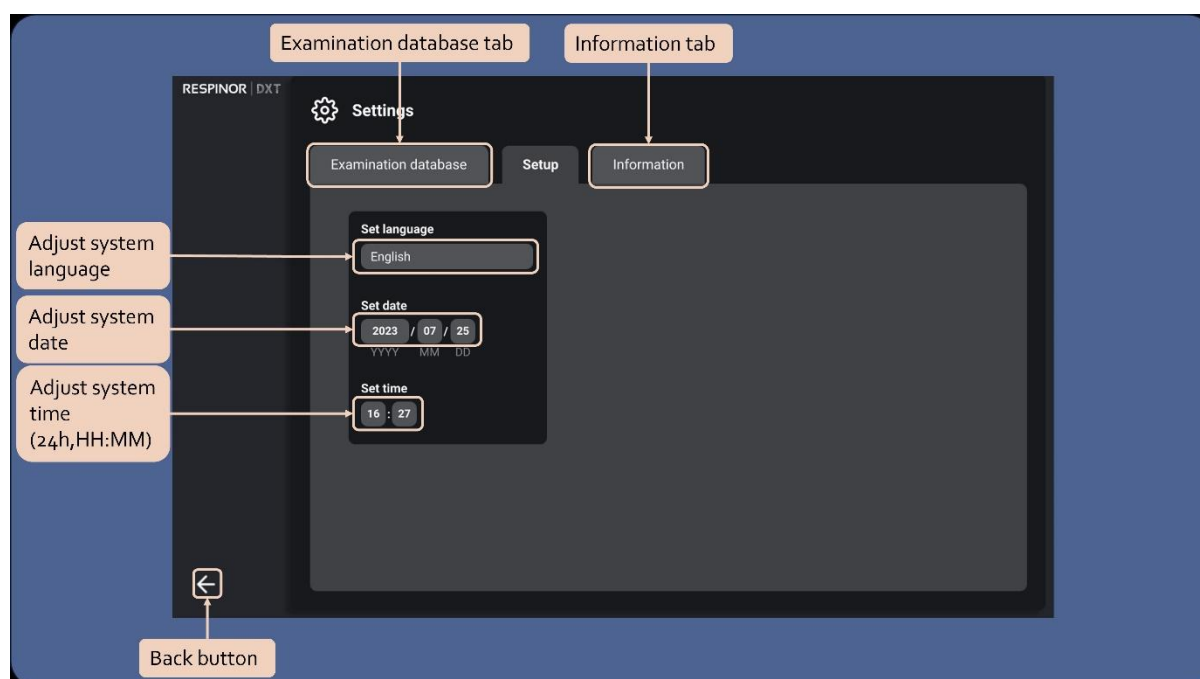 Examination database tab
Information tab
RESPINOR | DXT
Settings
Examination database
Setup
Information
Adjust system
language
Set language
English
Adjust system
date
Set date
2023 / 07 / 25
YYYY MM DD
Adjust system
time
(24h,HH:MM)
Set time
16 : 27
Back button